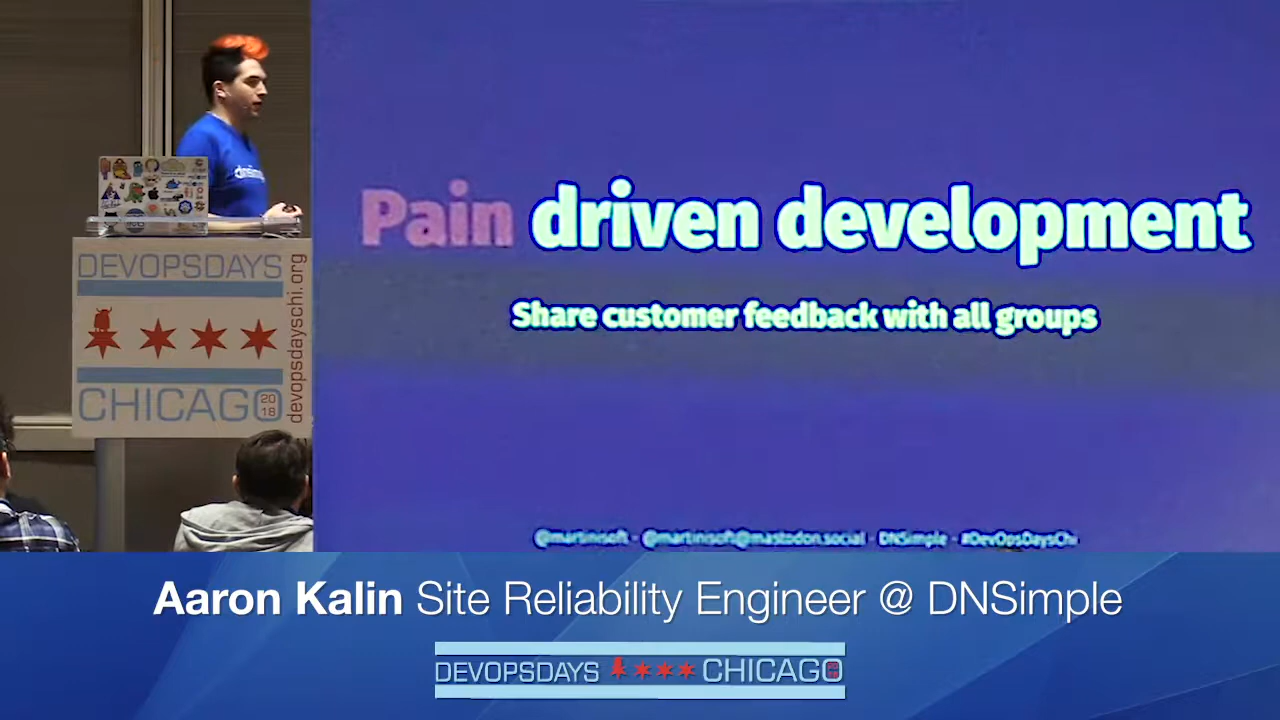 Pain driven development
Share customer feedback with all groups
@martinisoft - @martinisoft@mastodon.social - DNSimple - #DevOpsDaysChi
DEVOPSDAYS
CHICAGO
2018
devopsdayschi.org
Aaron Kalin Site Reliability Engineer @ DNSimple
DEVOPSDAYS CHICAGO